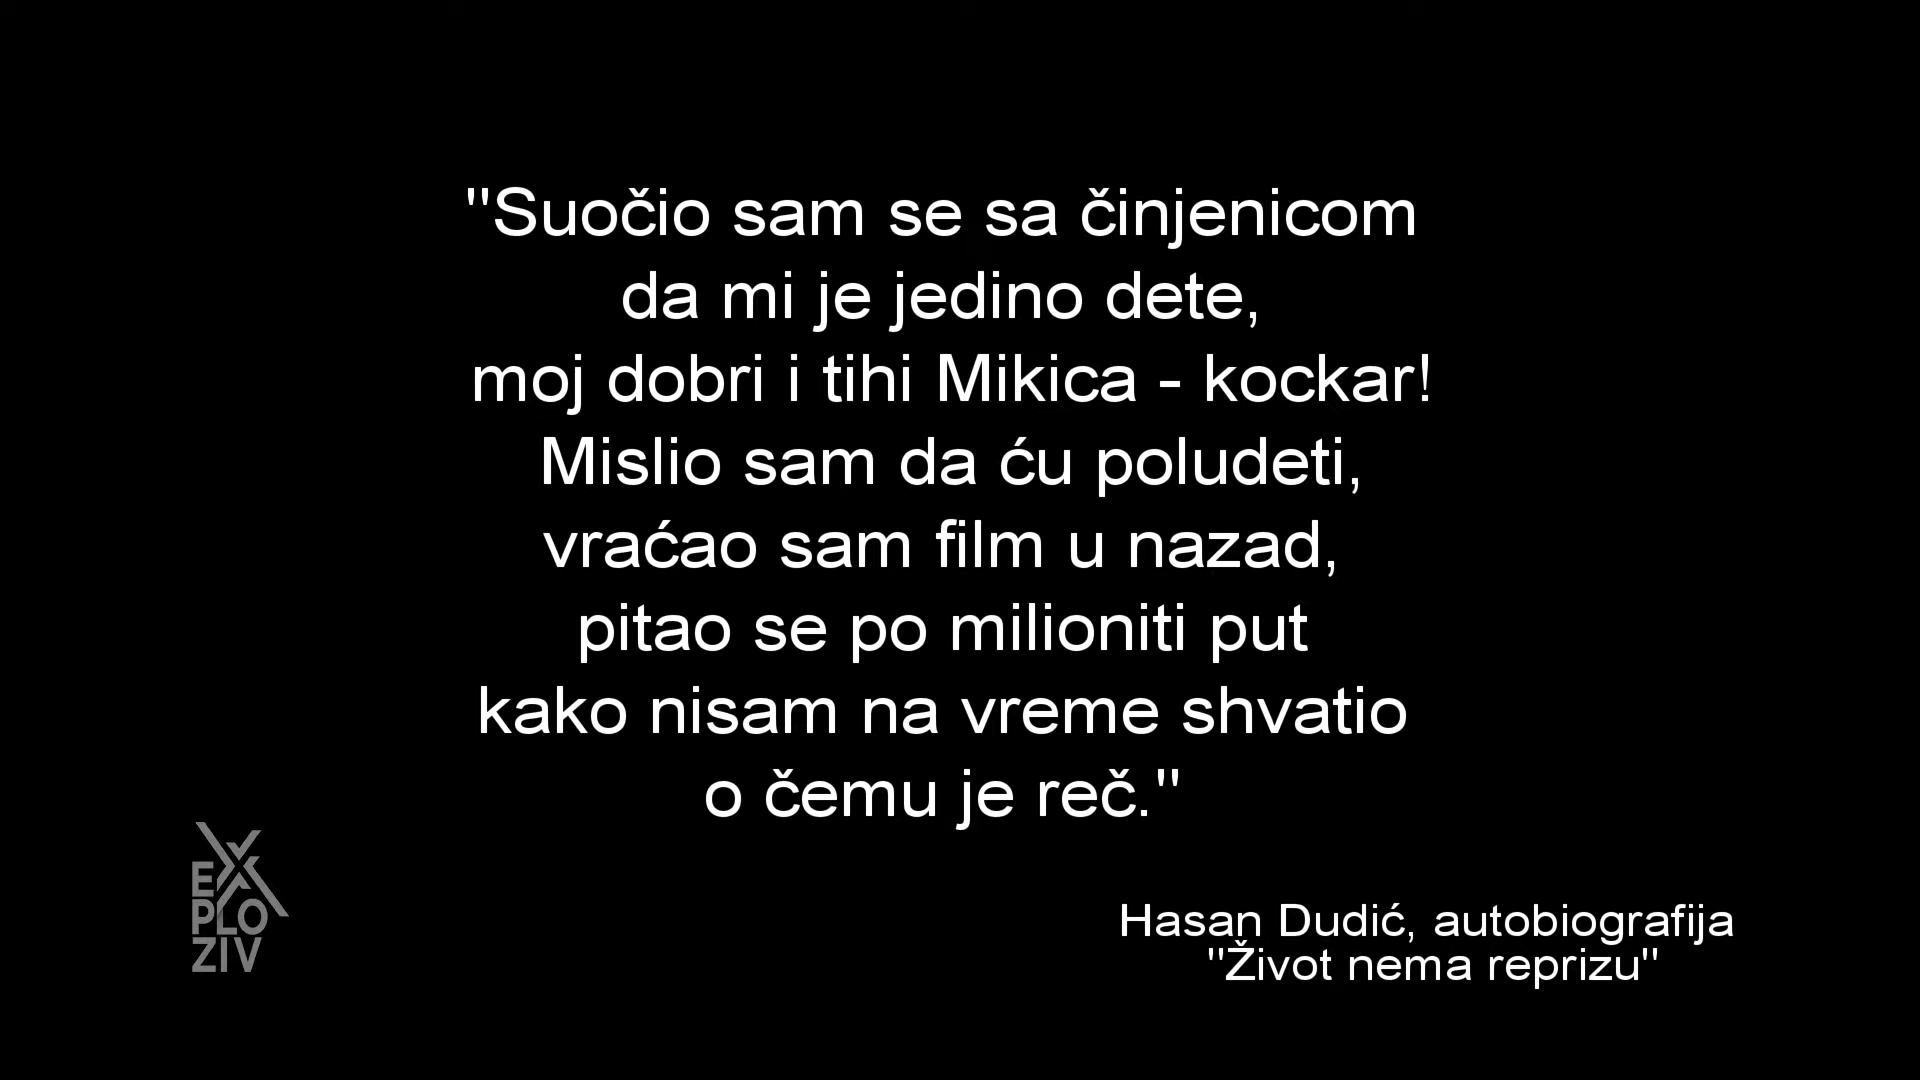 "Suočio sam se sa činjenicom
da mi je jedino dete,
moj dobri i tihi Mikica - kockar!
Mislio sam da ću poludeti,
vraćao sam film u nazad,
pitao se po milioniti put
kako nisam na vreme shvatio
o čemu je reč."
EX
PLO
ZIV
Hasan Dudić, autobiografija
"Život nema reprizu"